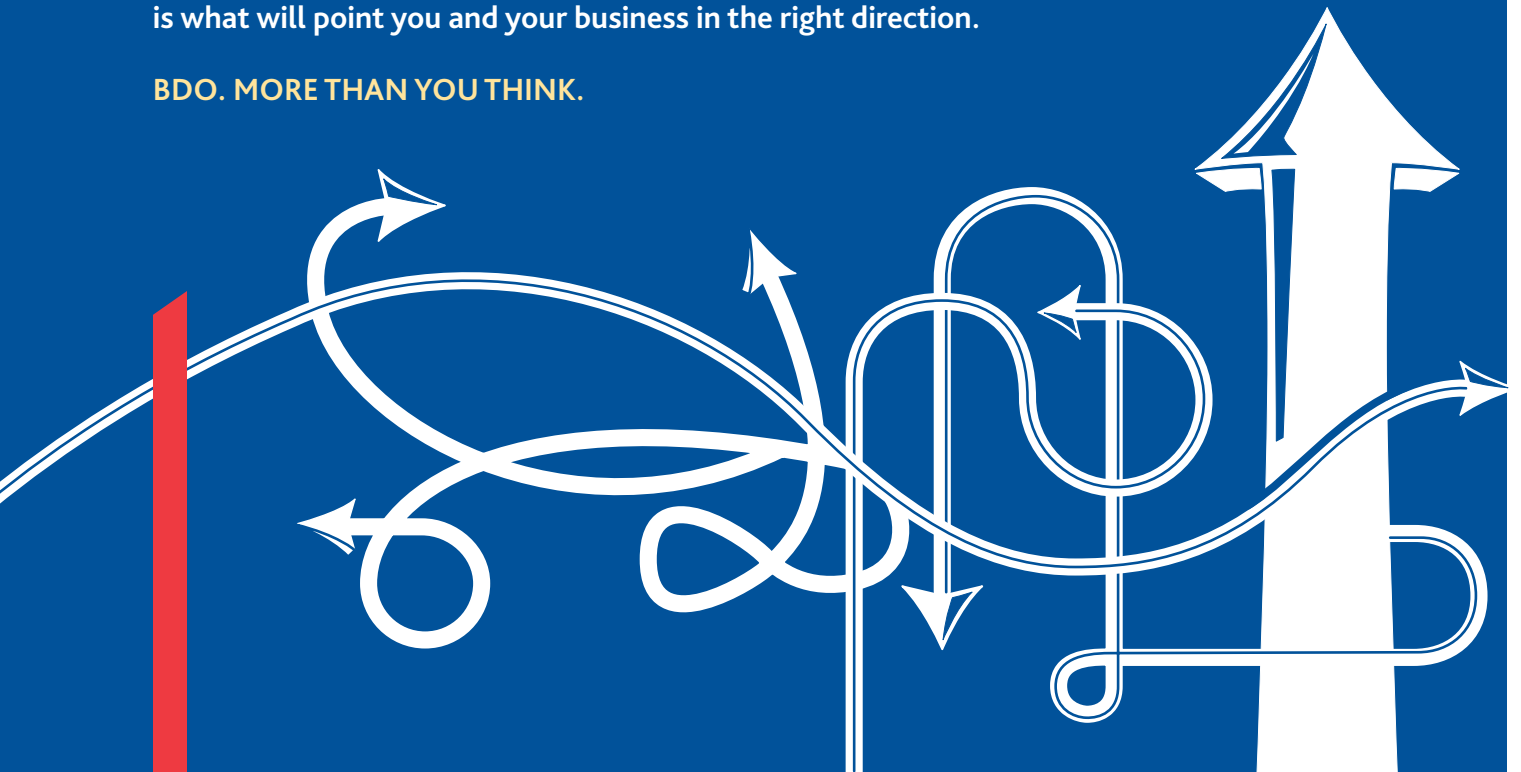 is what will point you and your business in the right direction.
BDO. MORE THAN YOU THINK.